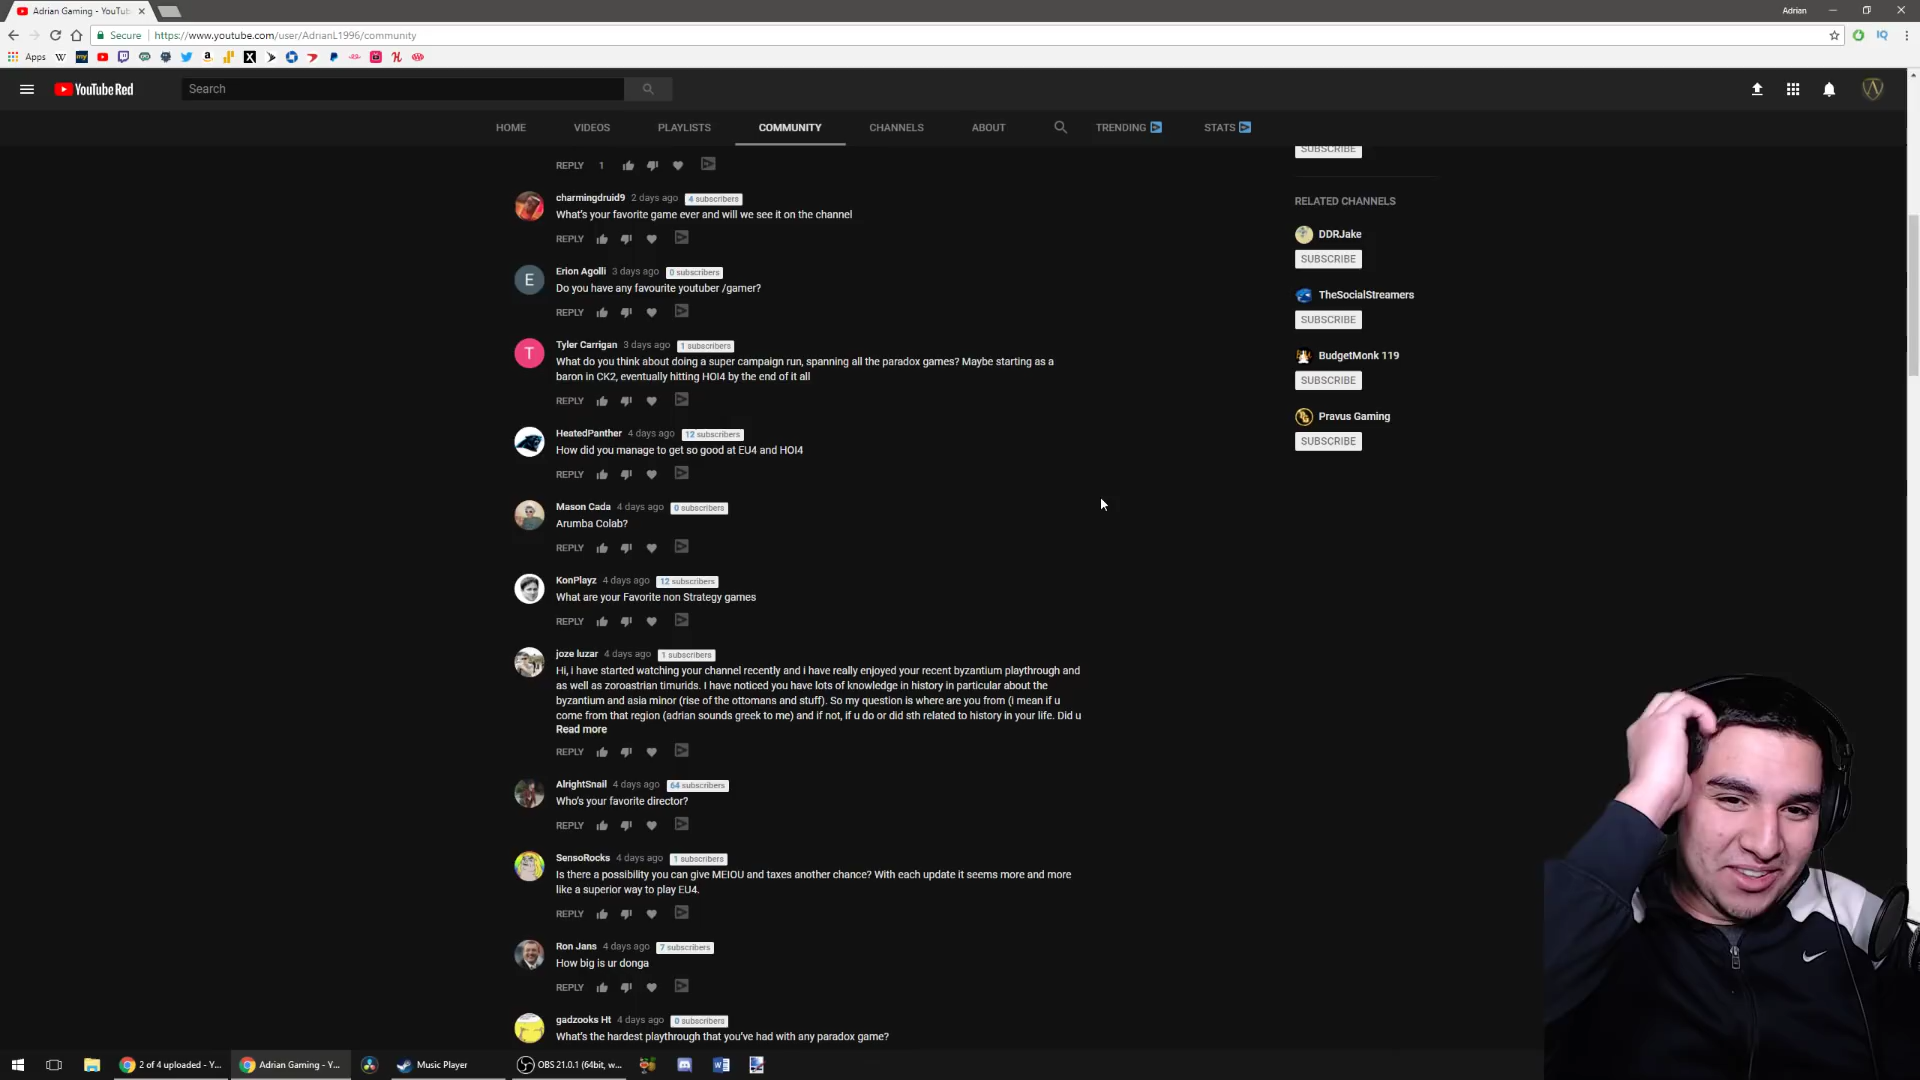 Adrian Gaming - YouTub
Adrian
Secure
https://www.youtube.com/user/AdrianL1996/community
Apps
YouTube Red
Search
HOME
VIDEOS
PLAYLISTS
COMMUNITY
CHANNELS
ABOUT
TRENDING
STATS
REPLY 1
SUBSCRIBE
charmingdruid9 2 days ago 4 subscribers
What's your favorite game ever and will we see it on the channel
REPLY
Erion Agolli 3 days ago 0 subscribers
Do you have any favourite youtuber /gamer?
REPLY
Tyler Carrigan 3 days ago 1 subscribers
What do you think about doing a super campaign run, spanning all the paradox games? Maybe starting as a
baron in CK2, eventually hitting HOI4 by the end of it all
REPLY
HeatedPanther 4 days ago 12 subscribers
How did you manage to get so good at EU4 and HOI4
REPLY
Mason Cada 4 days ago 0 subscribers
Arumba Colab?
REPLY
KonPlayz 4 days ago 12 subscribers
What are your Favorite non Strategy games
REPLY
joze luzar 4 days ago 1 subscribers
Hi, i have started watching your channel recently and i have really enjoyed your recent byzantium playthrough and
as well as zoroastrian timurids. I have noticed you have lots of knowledge in history in particular about the
byzantium and asia minor (rise of the ottomans and stuff). So my question is where are you from (i mean if u
come from that region (adrian sounds greek to me) and if not, if u do or did sth related to history in your life. Did u
Read more
REPLY
AlrightSnail 4 days ago 64 subscribers
Who's your favorite director?
REPLY
SensoRocks 4 days ago 1 subscribers
Is there a possibility you can give MEIOU and taxes another chance? With each update it seems more and more
like a superior way to play EU4.
REPLY
Ron Jans 4 days ago 7 subscribers
How big is ur donga
REPLY
gadzooks Ht 4 days ago 0 subscribers
What's the hardest playthrough that you've had with any paradox game?
RELATED CHANNELS
DDRJake
SUBSCRIBE
TheSocialStreamers
SUBSCRIBE
BudgetMonk 119
SUBSCRIBE
Pravus Gaming
SUBSCRIBE
2 of 4 uploaded - Y...
Adrian Gaming - Y...
Music Player
OBS 21.0.1 (64bit, w...